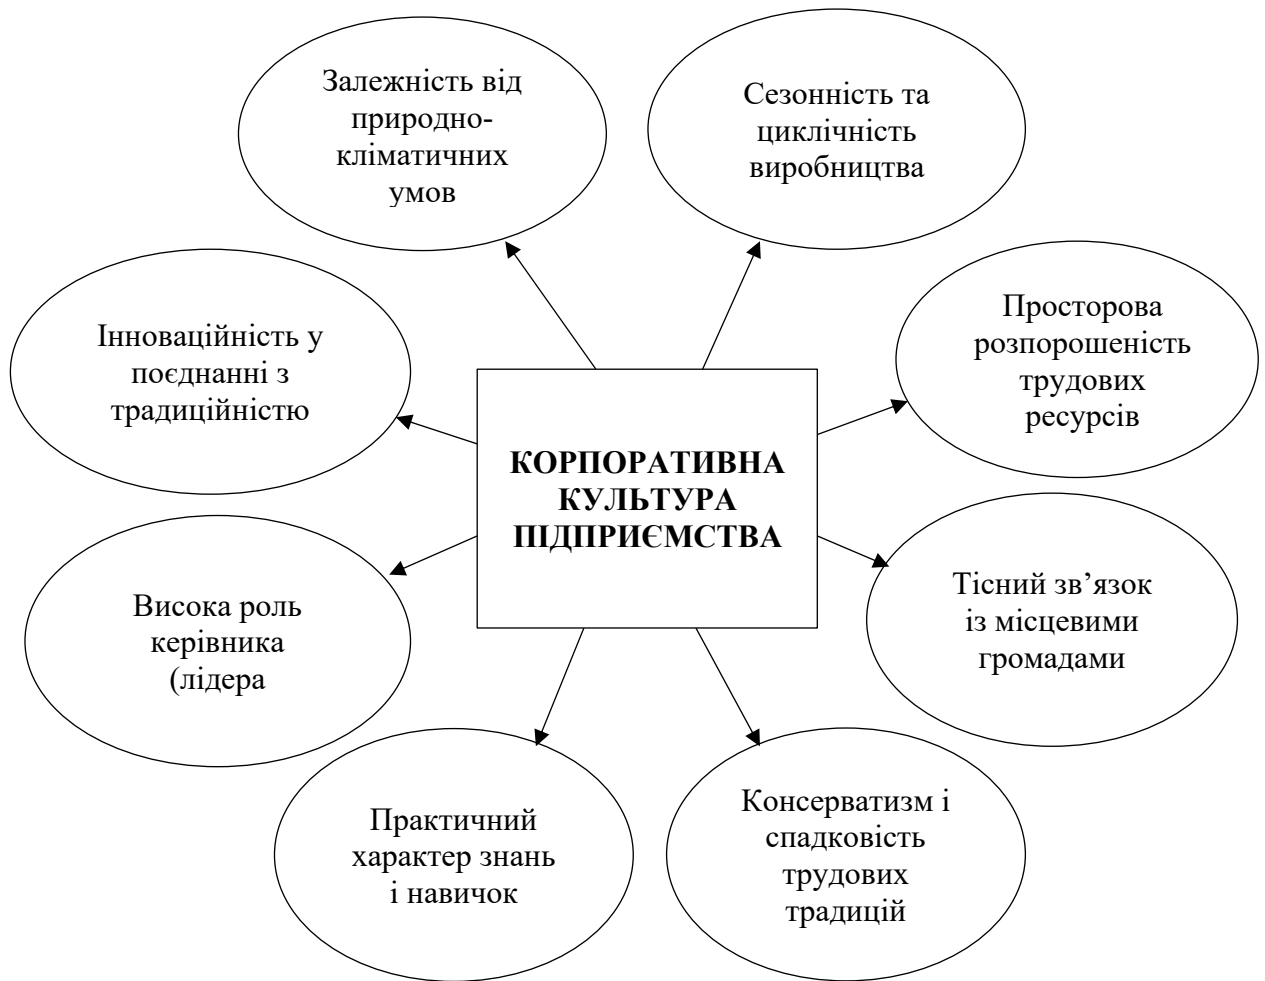 Залежність від
природно-
кліматичних
умов
Сезонність та
циклічність
виробництва
Інноваційність у
поєднанні з
традиційністю
Просторова
розпорошеність
трудових
ресурсів
КОРПОРАТИВНА
КУЛЬТУРА
ПІДПРИЄМСТВА
Висока роль
керівника
(лідера
Тісний зв’язок
із місцевими
громадами
Практичний
характер знань
і навичок
Консерватизм і
спадковість
трудових
традицій